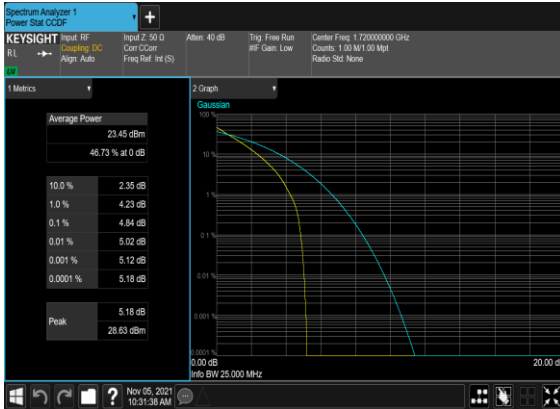 Spectrum Analyzer 1
Power Stat CCDF
KEYSIGHT
RL
Input: RF
Coupling: DC
Align: Auto
Input Z: 50 Ω
Corr CCorr
Freq Ref: Int (S)
Atten: 40 dB
Trig: Free Run
#IF Gain: Low
Center Freq: 1.720000000 GHz
Counts: 1.00 M/1.00 Mpt
Radio Std: None
1 Metrics
Average Power
23.45 dBm
46.73 % at 0 dB
10.0 % 2.35 dB
1.0 % 4.23 dB
0.1 % 4.84 dB
0.01 % 5.02 dB
0.001 % 5.12 dB
0.0001 % 5.18 dB
Peak
5.18 dB
28.63 dBm
2 Graph
Gaussian
100 %
10 %
1 %
0.1 %
0.01 %
0.001 %
0.0001 %
0.00 dB
20.00 d
Info BW 25.000 MHz
Nov 05, 2021
10:31:38 AM